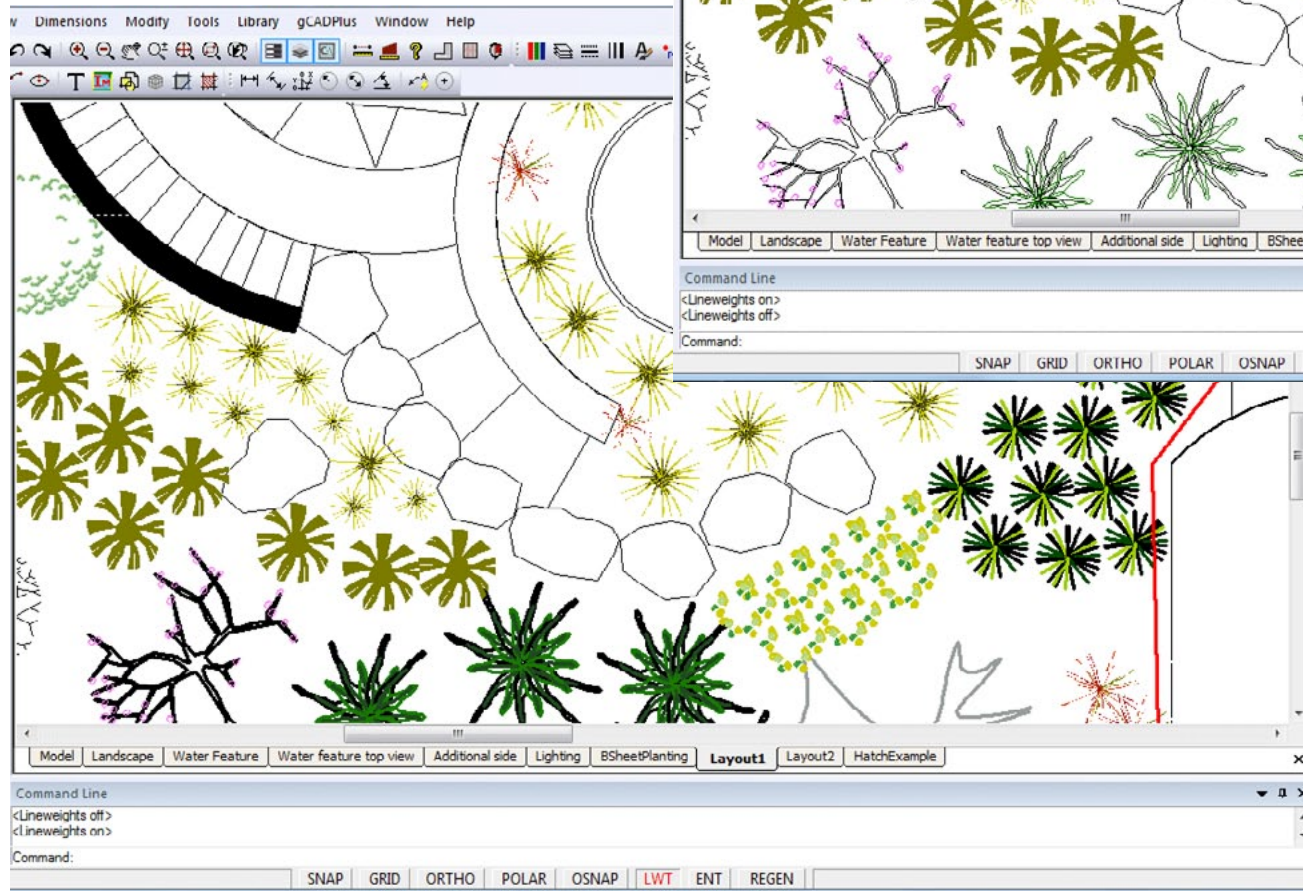 w Dimensions Modify Tools Library gCADPlus Window Help
T
Model Landscape Water Feature Water feature top view Additional side Lighting BShee
Command Line
<Lineweights on>
<Lineweights off>
Command:
SNAP GRID ORTHO POLAR OSNAP
Model Landscape Water Feature Water feature top view Additional side Lighting BSheetPlanting Layout1 Layout2 HatchExample
Command Line
<Lineweights off>
<Lineweights on>
Command:
SNAP GRID ORTHO POLAR OSNAP LWT ENT REGEN